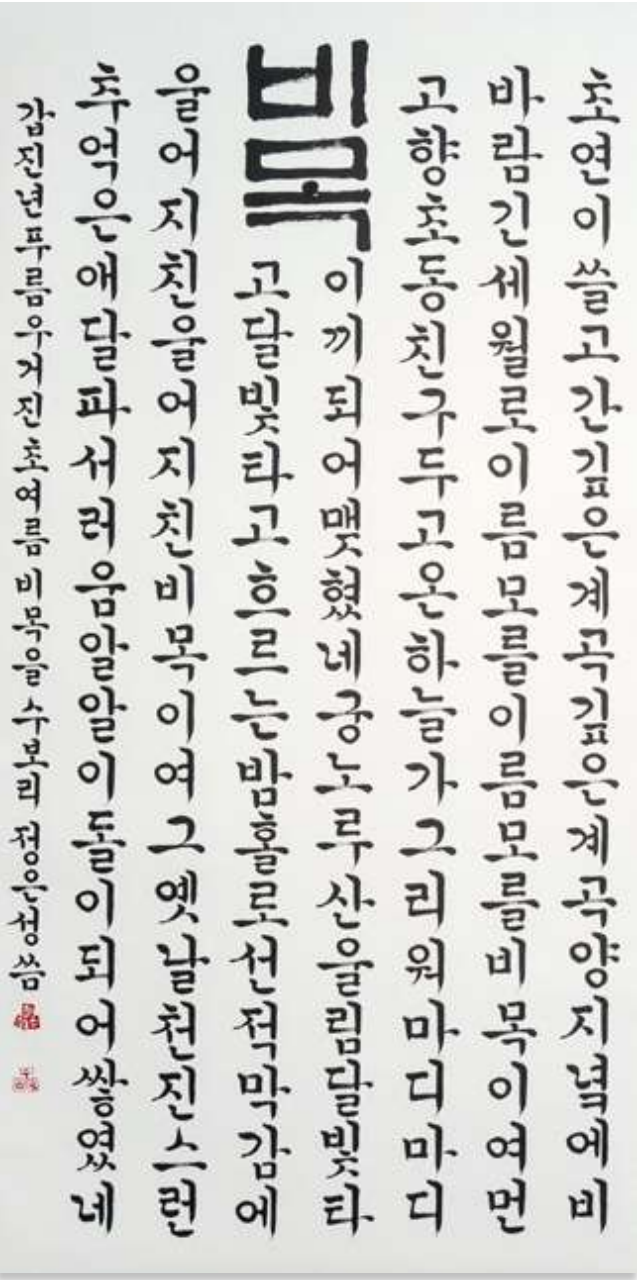 초연이쓸고간깊은계곡깊은계곡양지녘에비
바람긴세월로이름모를이름모를비목이여먼
고향초동친구두고온하늘가그리워마디마디
비목
이끼되어맺혔네궁노루산울림달빛타
고달빛타고흐르는밤홀로선적막감에
울어지친울어지친비목이여그옛날천진스런
추억은애달파서러움알알이돌이되어쌓였네
갑진년푸름우거진초여름비목을수보리정은성씀